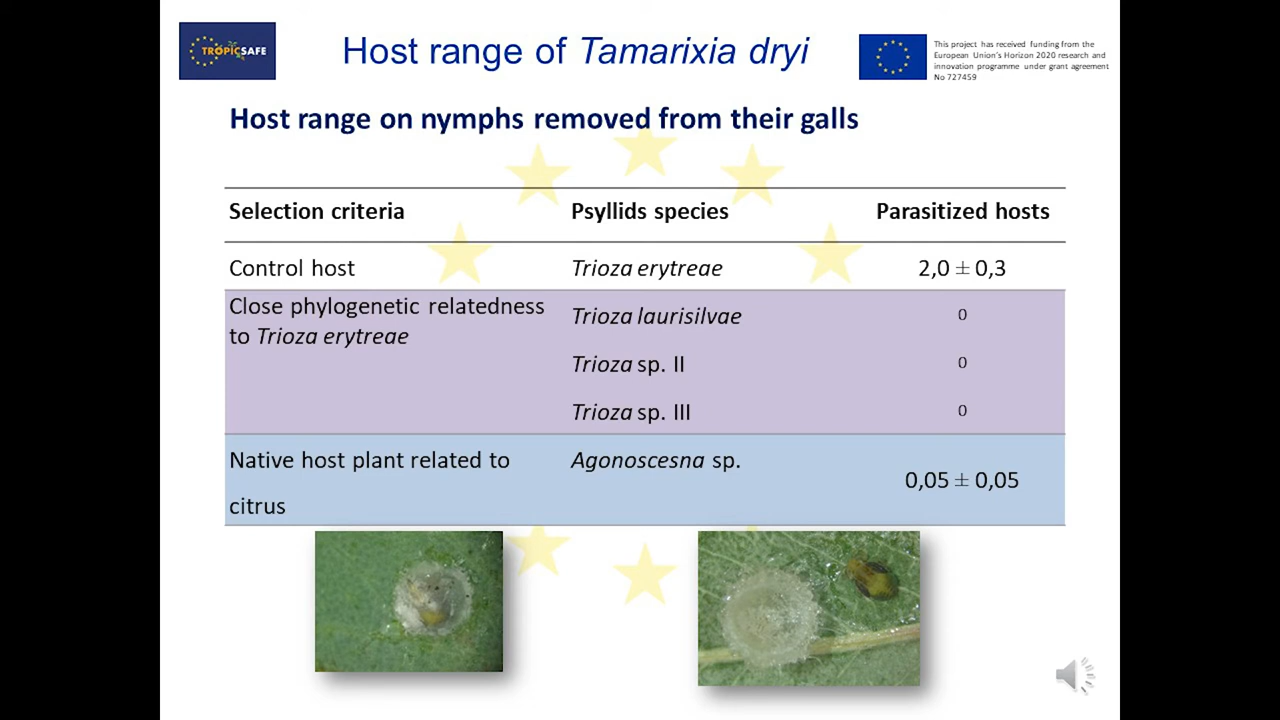 TROPICSAFE
Host range of Tamarixia dryi
This project has received funding from the
European Union's Horizon 2020 research and
innovation programme under grant agreement
No 727459
Host range on nymphs removed from their galls
Selection criteria Psyllids species Parasitized hosts
Control host Trioza erytreae 2,0 ± 0,3
Close phylogenetic relatedness
to Trioza erytreae
Trioza laurisilvae 0
Trioza sp. II 0
Trioza sp. III 0
Native host plant related to
citrus
Agonoscesna sp.
0,05 ± 0,05